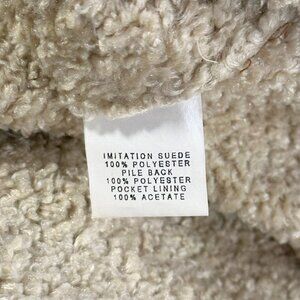 IMITATION SUEDE
100% POLYESTER
PILE BACK
100% POLYESTER
POCKET LINING
100% ACETATE